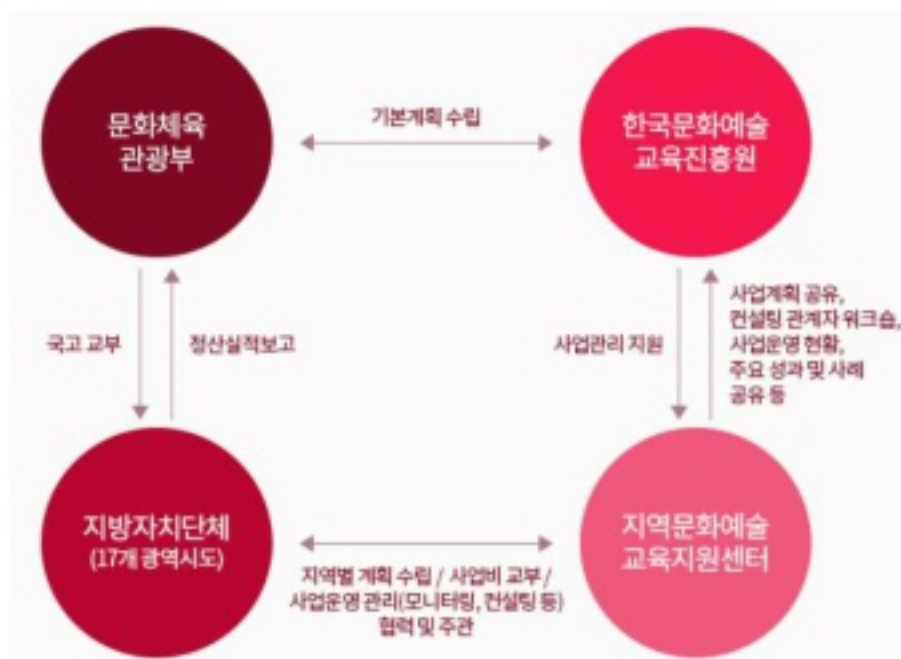 문화체육
관광부
기본계획 수립
한국문화예술
교육진흥원
국고 교부
정산실적보고
사업관리 지원
사업계획 공유,
컨설팅 관계자 워크숍,
사업운영 현황,
주요 성과 및 사례
공유 등
지방자치단체
(17개 광역시도)
지역별 계획 수립 / 사업비 교부 /
사업운영 관리(모니터링, 컨설팅 등)
협력 및 주관
지역문화예술
교육지원센터